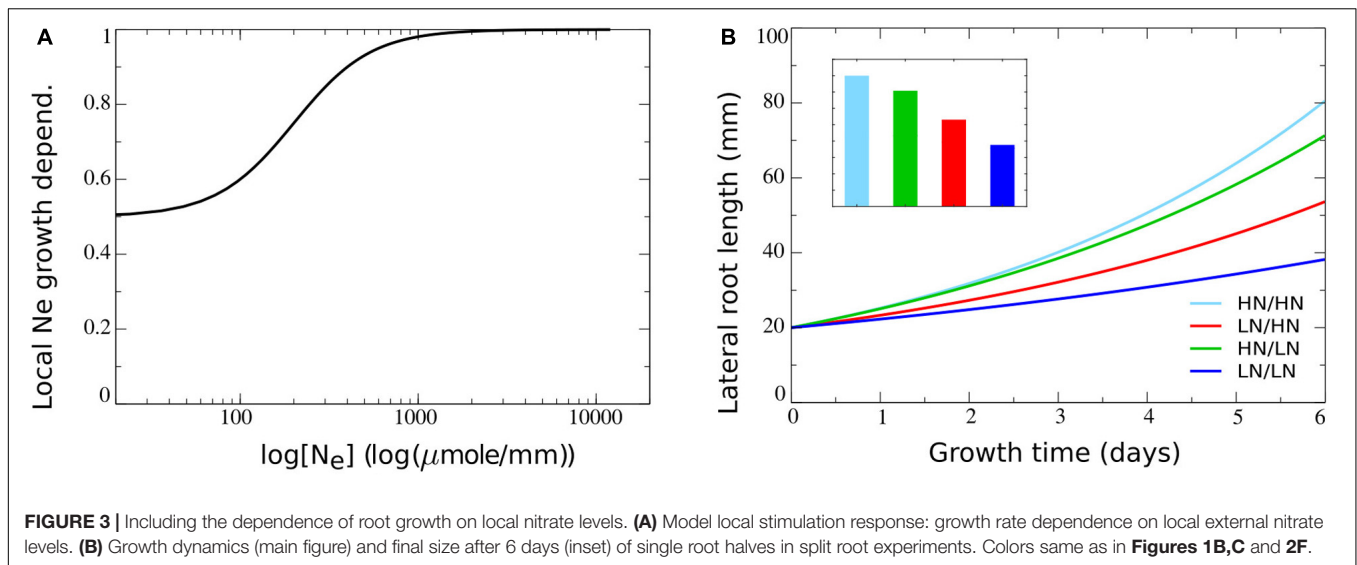 A
1
0.8
0.6
0.4
0.2
0
100
1000
10000
Local Ne growth depend.
log[Ne] (log(μmole/mm))
B
100
80
60
40
20
0
0
1
2
3
4
5
6
Lateral root length (mm)
Growth time (days)
HN/HN
LN/HN
HN/LN
LN/LN
FIGURE 3 | Including the dependence of root growth on local nitrate levels. (A) Model local stimulation response: growth rate dependence on local external nitrate
levels. (B) Growth dynamics (main figure) and final size after 6 days (inset) of single root halves in split root experiments. Colors same as in Figures 1B,C and 2F.